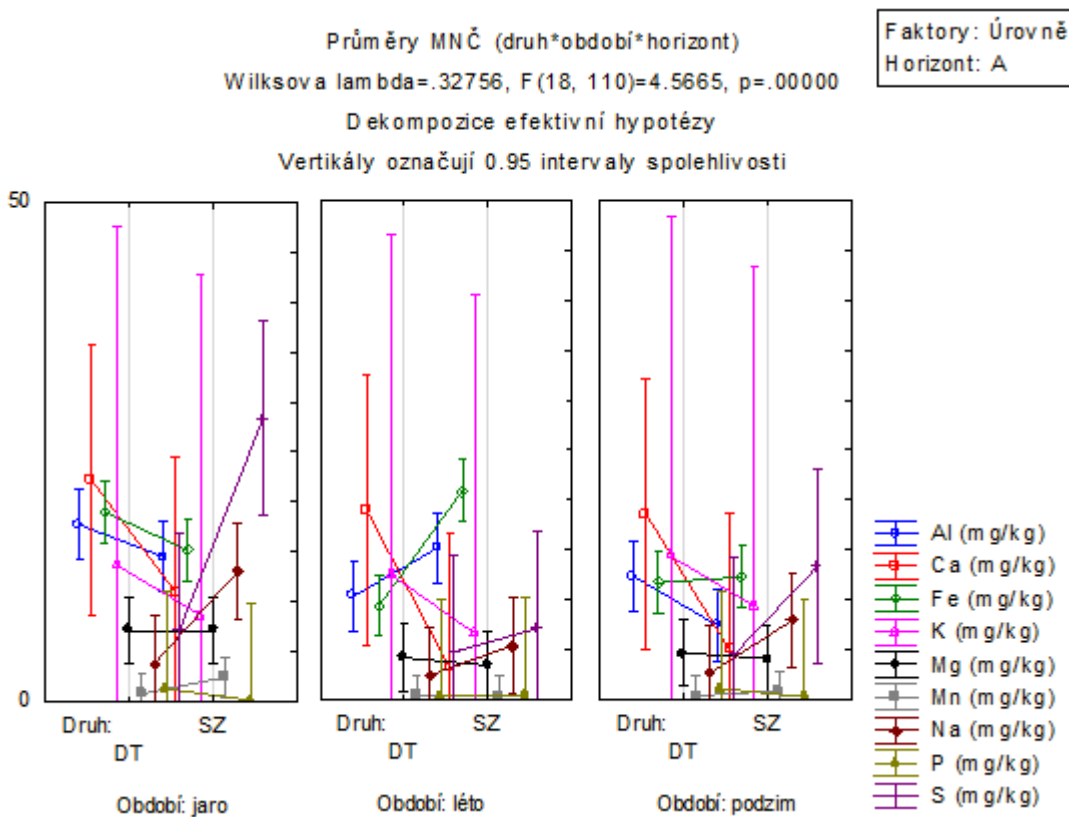 Průměry MNČ (druh*období*horizont)
Wilksova lambda=.32756, F(18, 110)=4.5665, p=.00000
Dekompozice efektivní hypotézy
Vertikály označují 0.95 intervaly spolehlivosti
Faktory: Úrovně
Horizont: A
50
0
Druh:
DT
SZ
Období: jaro
Druh:
DT
SZ
Období: léto
Druh:
DT
SZ
Období: podzim
Al (mg/kg)
Ca (mg/kg)
Fe (mg/kg)
K (mg/kg)
Mg (mg/kg)
Mn (mg/kg)
Na (mg/kg)
P (mg/kg)
S (mg/kg)